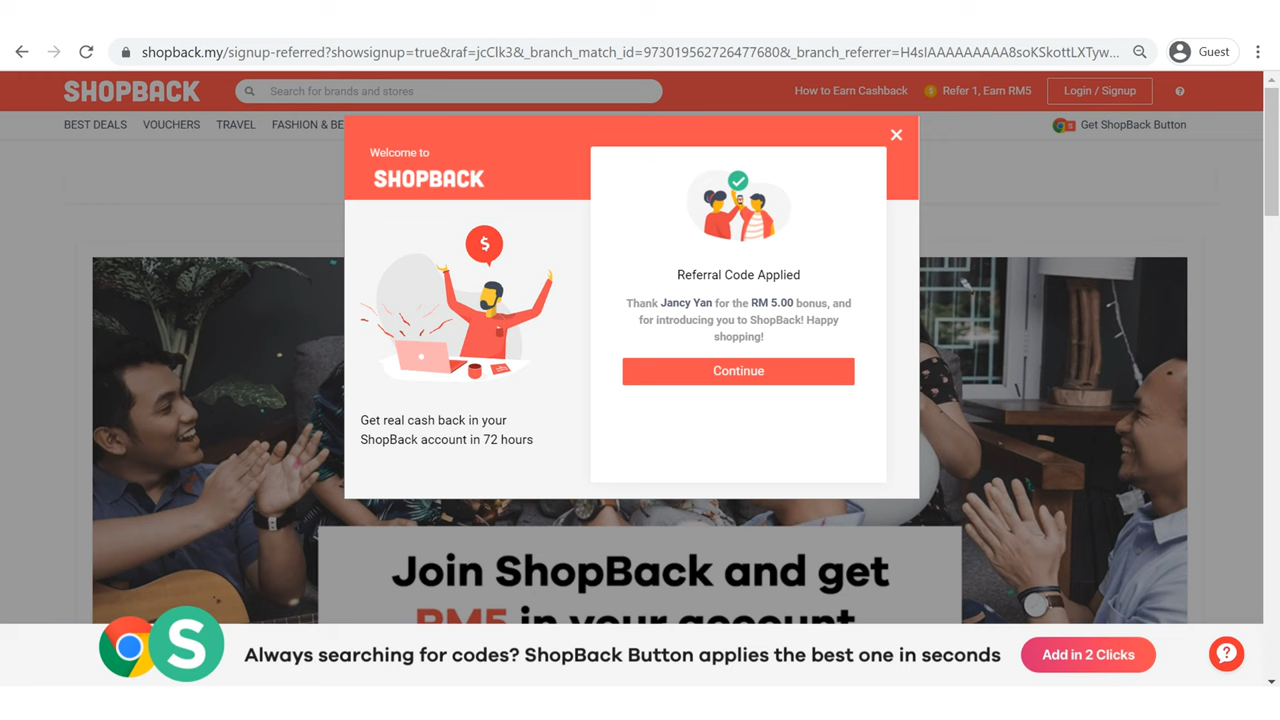 shopback.my/signup-referred?showsignup=true&raf=jcClk3&_branch_match_id=973019562726477680&_branch_referrer=H4sIAAAAAAAAA8soKSkottLXTyw...
Guest
SHOPBACK
Search for brands and stores
How to Earn Cashback
Refer 1, Earn RM5
Login / Signup
BEST DEALS VOUCHERS TRAVEL FASHION & BE
Get ShopBack Button
Welcome to
SHOPBACK
Get real cash back in your
ShopBack account in 72 hours
Referral Code Applied
Thank Jancy Yan for the RM 5.00 bonus, and
for introducing you to ShopBack! Happy
shopping!
Continue
Join ShopBack and get
RM5 in your account
Always searching for codes? ShopBack Button applies the best one in seconds
Add in 2 Clicks